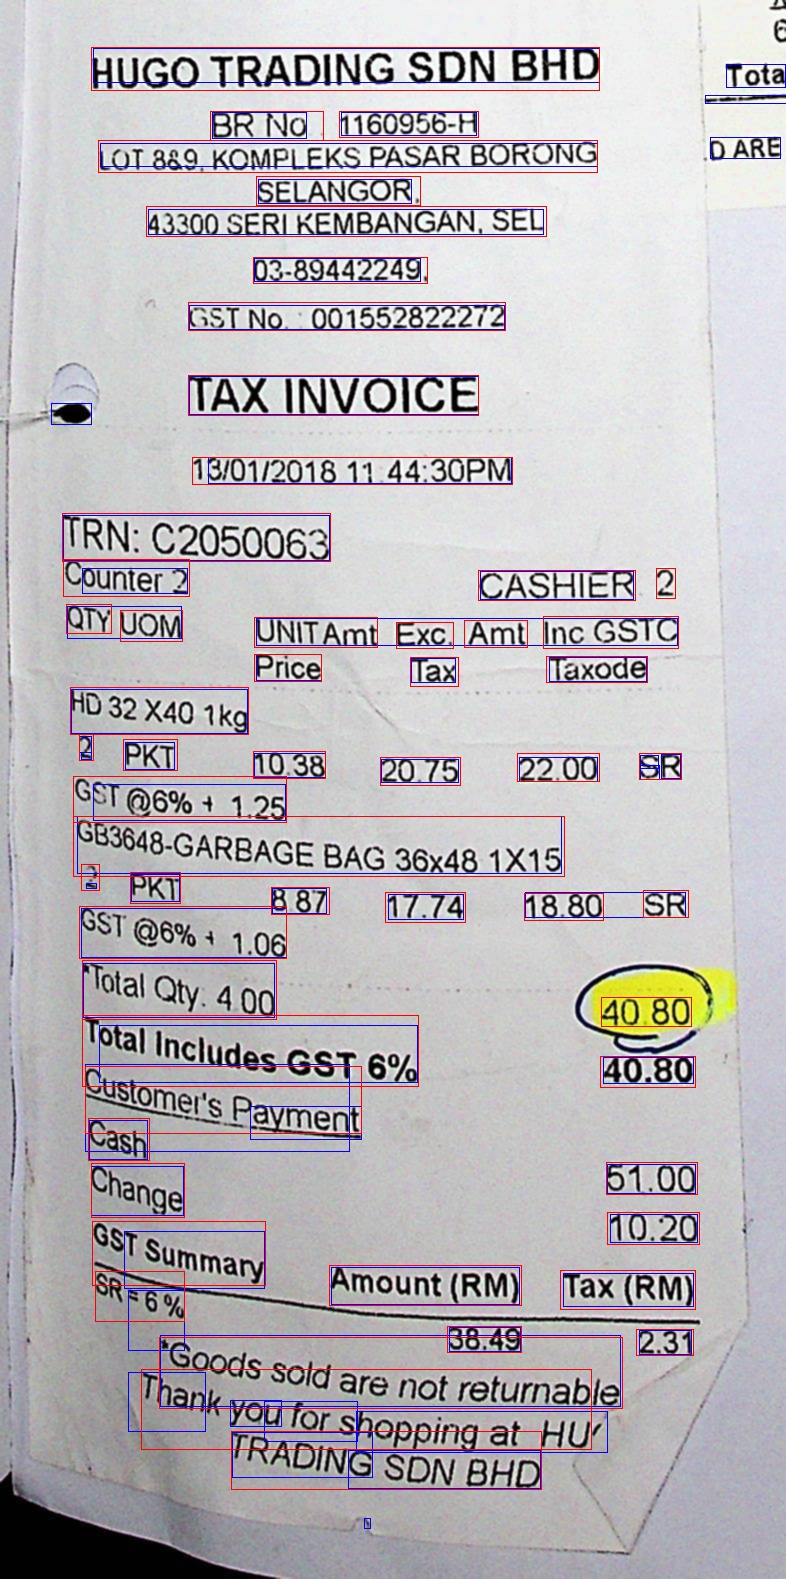 HUGO TRADING SDN BHD
BR No : 1160956-H
LOT 8&9, KOMPLEKS PASAR BORONG
SELANGOR,
43300 SERI KEMBANGAN, SEL
03-89442249,
GST No. : 001552822272
TAX INVOICE
13/01/2018 11:44:30PM
TRN: C2050063
Counter 2 CASHIER 2
QTY UOM UNIT Amt Exc. Amt Inc GSTC
Price Tax Taxode
HD 32 X40 1kg
2 PKT 10.38 20.75 22.00 SR
GST @6% + 1.25
GB3648-GARBAGE BAG 36x48 1X15
2 PKT 8.87 17.74 18.80 SR
GST @6% + 1.06
*Total Qty. 4.00 40.80
Total Includes GST 6% 40.80
Customer's Payment
Cash 51.00
Change 10.20
GST Summary Amount (RM) Tax (RM)
SR = 6 % 38.49 2.31
*Goods sold are not returnable
Thank you for shopping at HU
TRADING SDN BHD
6
Tota
D ARE